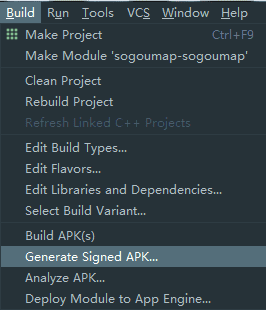 Build Run Tools VCS Window Help
Make Project Ctrl+F9
Make Module 'sogoumap-sogoumap'
Clean Project
Rebuild Project
Refresh Linked C++ Projects
Edit Build Types...
Edit Flavors...
Edit Libraries and Dependencies...
Select Build Variant...
Build APK(s)
Generate Signed APK...
Analyze APK...
Deploy Module to App Engine...